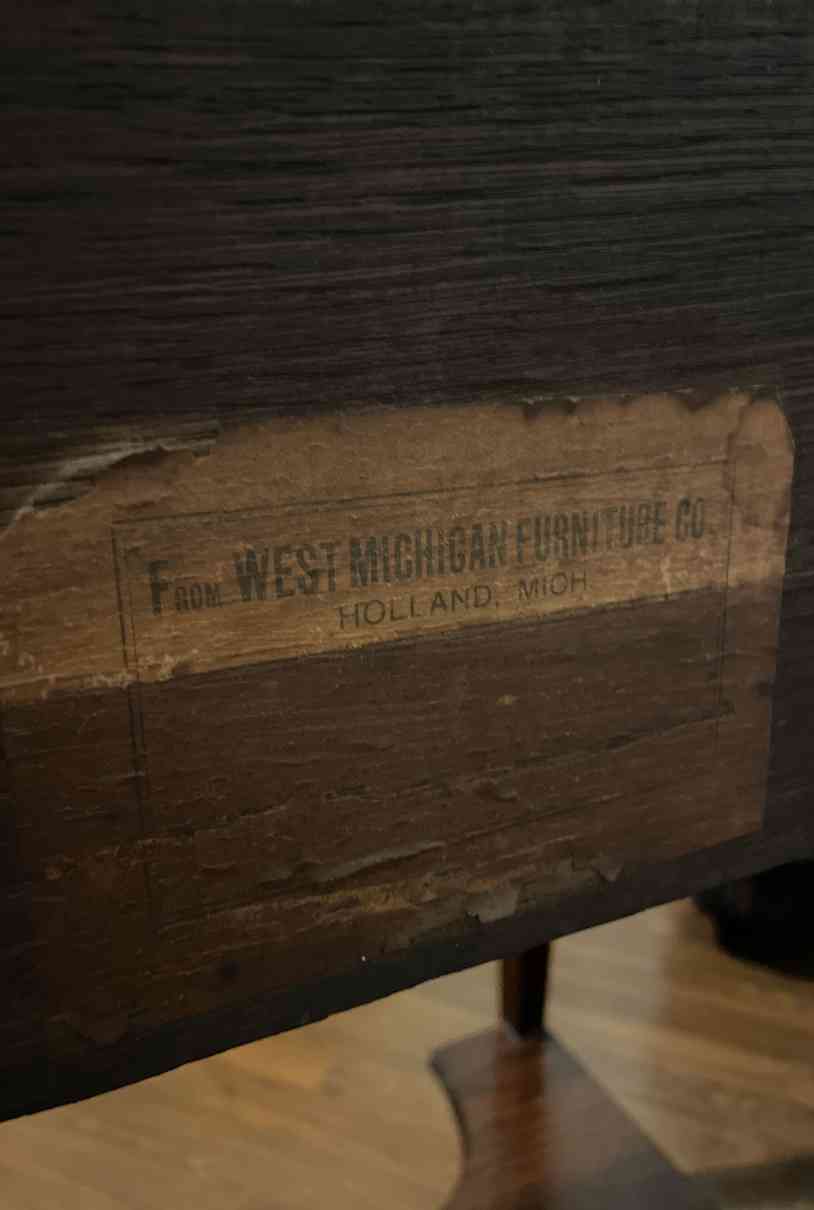 FROM WEST MICHIGAN FURNITURE CO.
HOLLAND, MICH